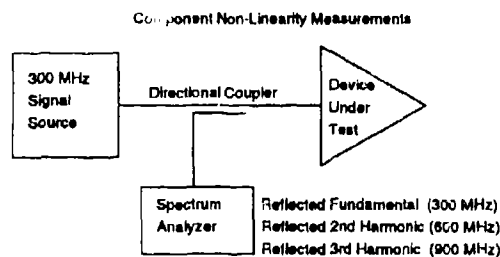 Component Non-Linearity Measurements
300 MHz
Signal
Source
Directional Coupler
Device
Under
Test
Spectrum
Analyzer
Reflected Fundamental (300 MHz)
Reflected 2nd Harmonic (600 MHz)
Reflected 3rd Harmonic (900 MHz)